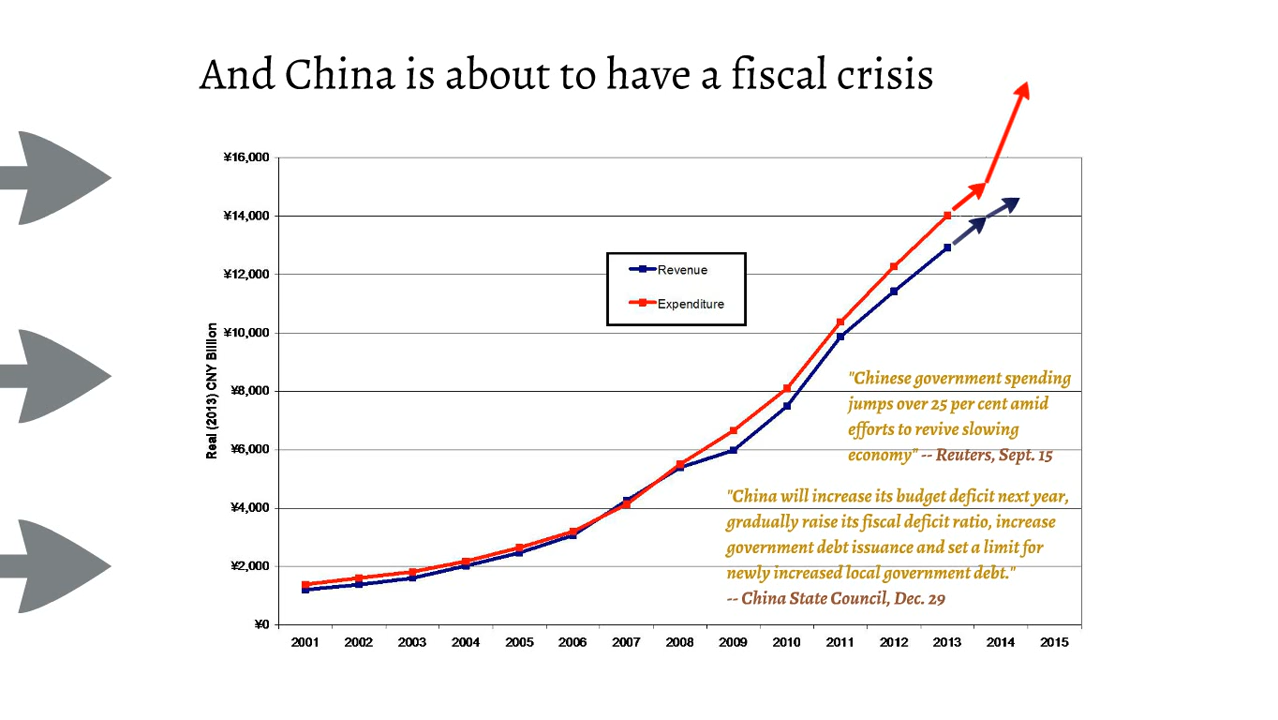 And China is about to have a fiscal crisis
¥16,000
¥14,000
¥12,000
¥10,000
¥8,000
¥6,000
¥4,000
¥2,000
¥0
Real (2013) CNY Billion
Revenue
Expenditure
"Chinese government spending
jumps over 25 per cent amid
efforts to revive slowing
economy" -- Reuters, Sept. 15
"China will increase its budget deficit next year,
gradually raise its fiscal deficit ratio, increase
government debt issuance and set a limit for
newly increased local government debt."
-- China State Council, Dec. 29
2001 2002 2003 2004 2005 2006 2007 2008 2009 2010 2011 2012 2013 2014 2015